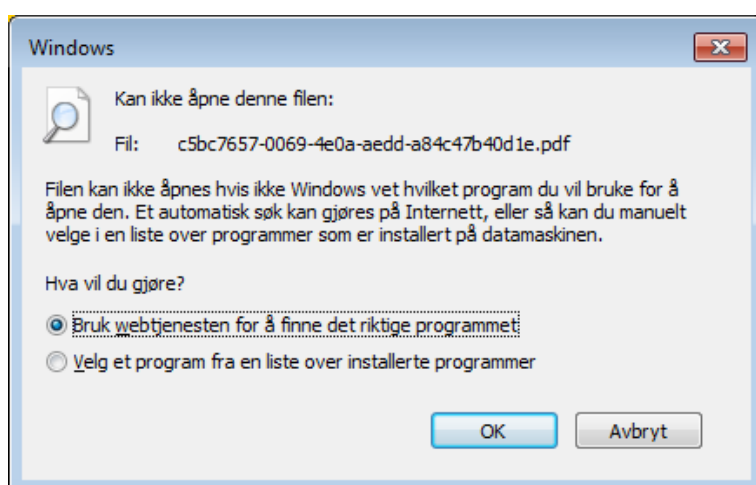 Windows
Kan ikke åpne denne filen:
Fil: c5bc7657-0069-4e0a-aedd-a84c47b40d1e.pdf
Filen kan ikke åpnes hvis ikke Windows vet hvilket program du vil bruke for å
åpne den. Et automatisk søk kan gjøres på Internett, eller så kan du manuelt
velge i en liste over programmer som er installert på datamaskinen.
Hva vil du gjøre?
Bruk webtjenesten for å finne det riktige programmet
Velg et program fra en liste over installerte programmer
OK Avbryt